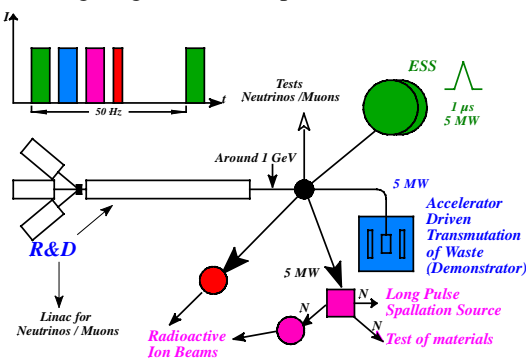 I
t
50 Hz
ESS
1 μs
5 MW
Tests
Neutrinos /Muons
Around 1 GeV
5 MW
Accelerator
Driven
Transmutation
of Waste
(Demonstrator)
R&D
5 MW
N
Long Pulse
Spallation Source
N
N
Test of materials
Linac for
Neutrinos / Muons
Radioactive
Ion Beams